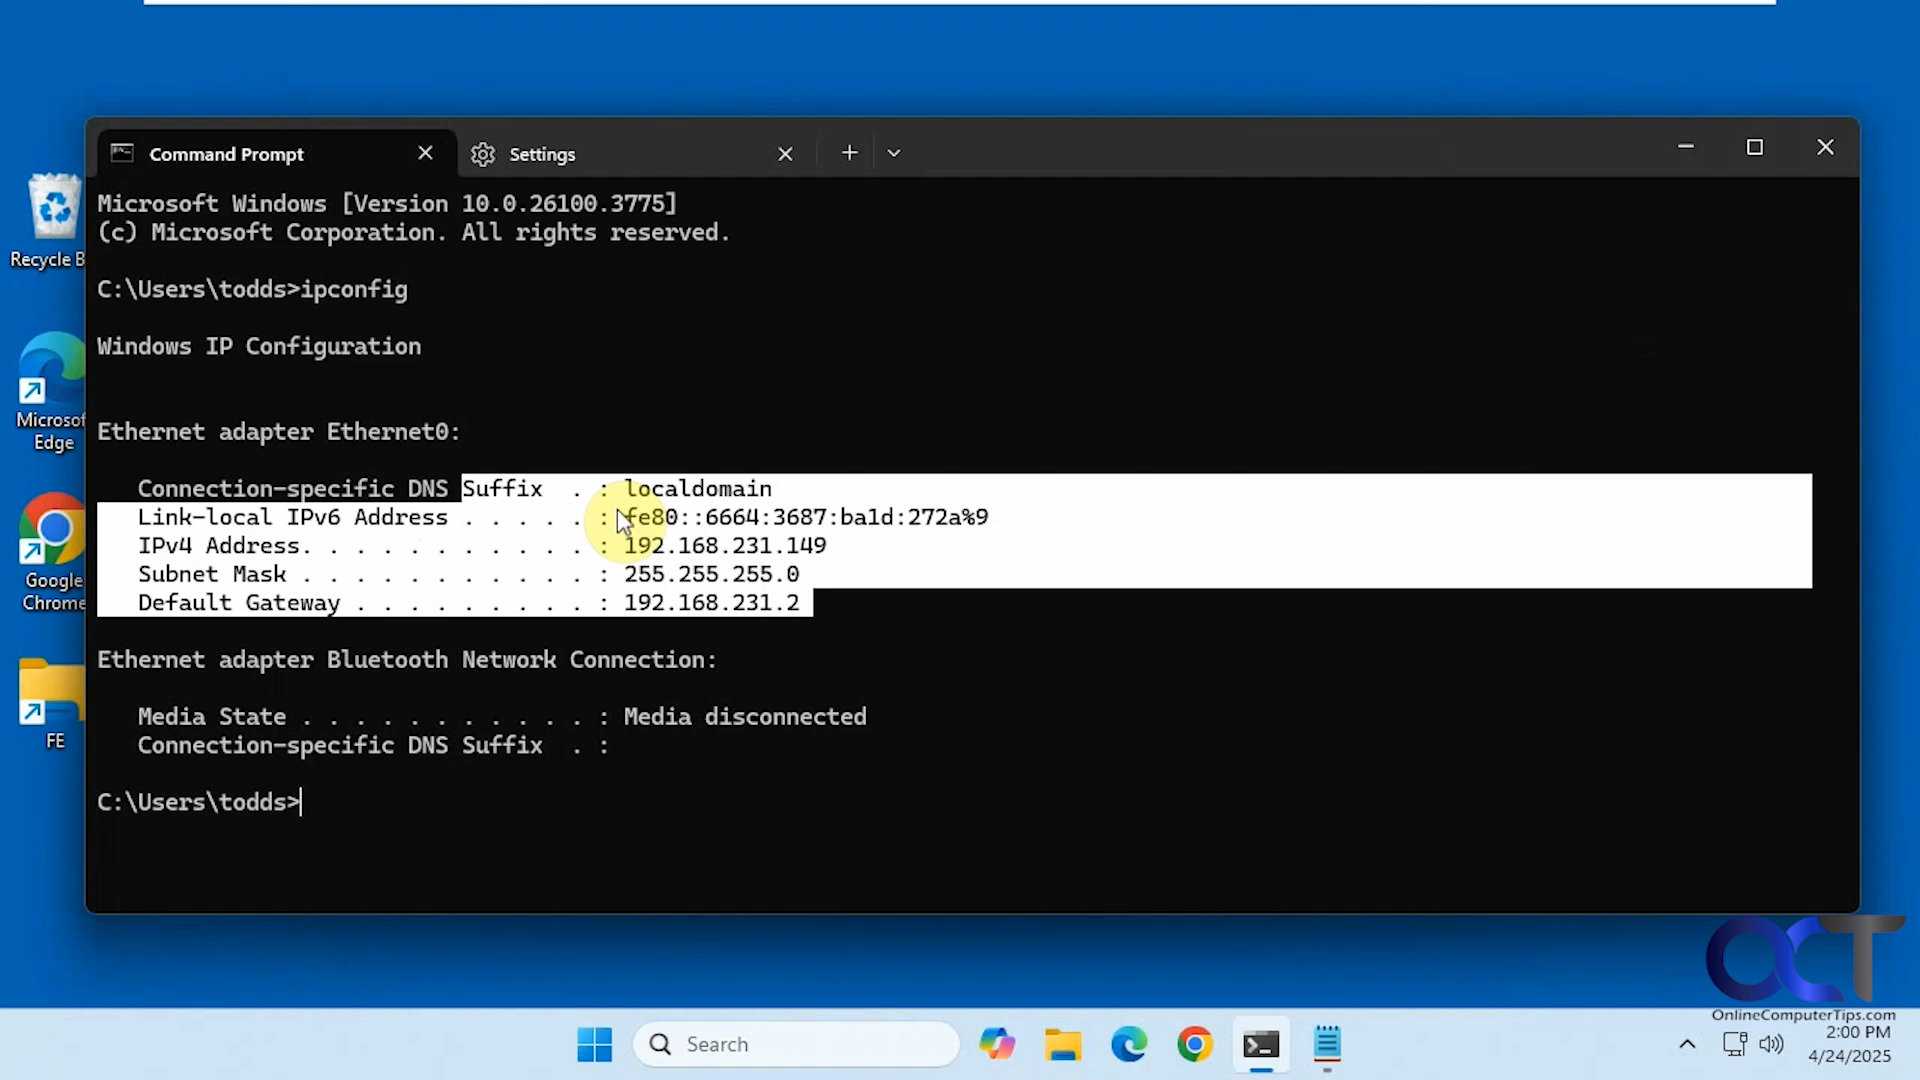 Command Prompt
Settings
Microsoft Windows [Version 10.0.26100.3775]
(c) Microsoft Corporation. All rights reserved.
C:\Users\todds>ipconfig
Windows IP Configuration
Ethernet adapter Ethernet0:
Connection-specific DNS Suffix . : localdomain
Link-local IPv6 Address . . . . . : fe80::6664:3687:ba1d:272a%9
IPv4 Address. . . . . . . . . . . : 192.168.231.149
Subnet Mask . . . . . . . . . . . : 255.255.255.0
Default Gateway . . . . . . . . . : 192.168.231.2
Ethernet adapter Bluetooth Network Connection:
Media State . . . . . . . . . . . : Media disconnected
Connection-specific DNS Suffix . :
C:\Users\todds>
Recycle B
Microsof
Edge
Google
Chrome
FE
OCT
OnlineComputerTips.com
Search
2:00 PM
4/24/2025